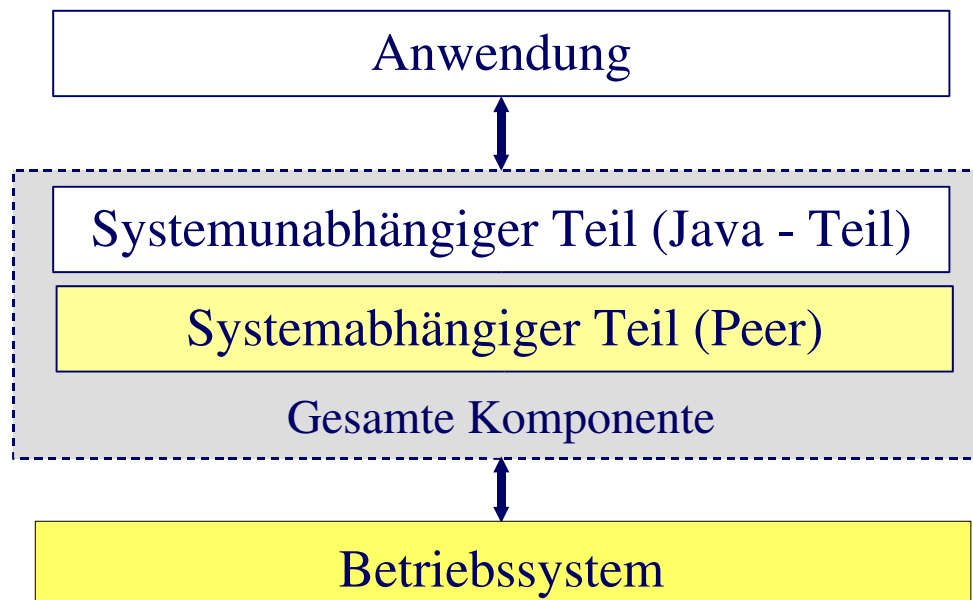 Anwendung
Systemunabhängiger Teil (Java - Teil)
Systemabhängiger Teil (Peer)
Gesamte Komponente
Betriebssystem